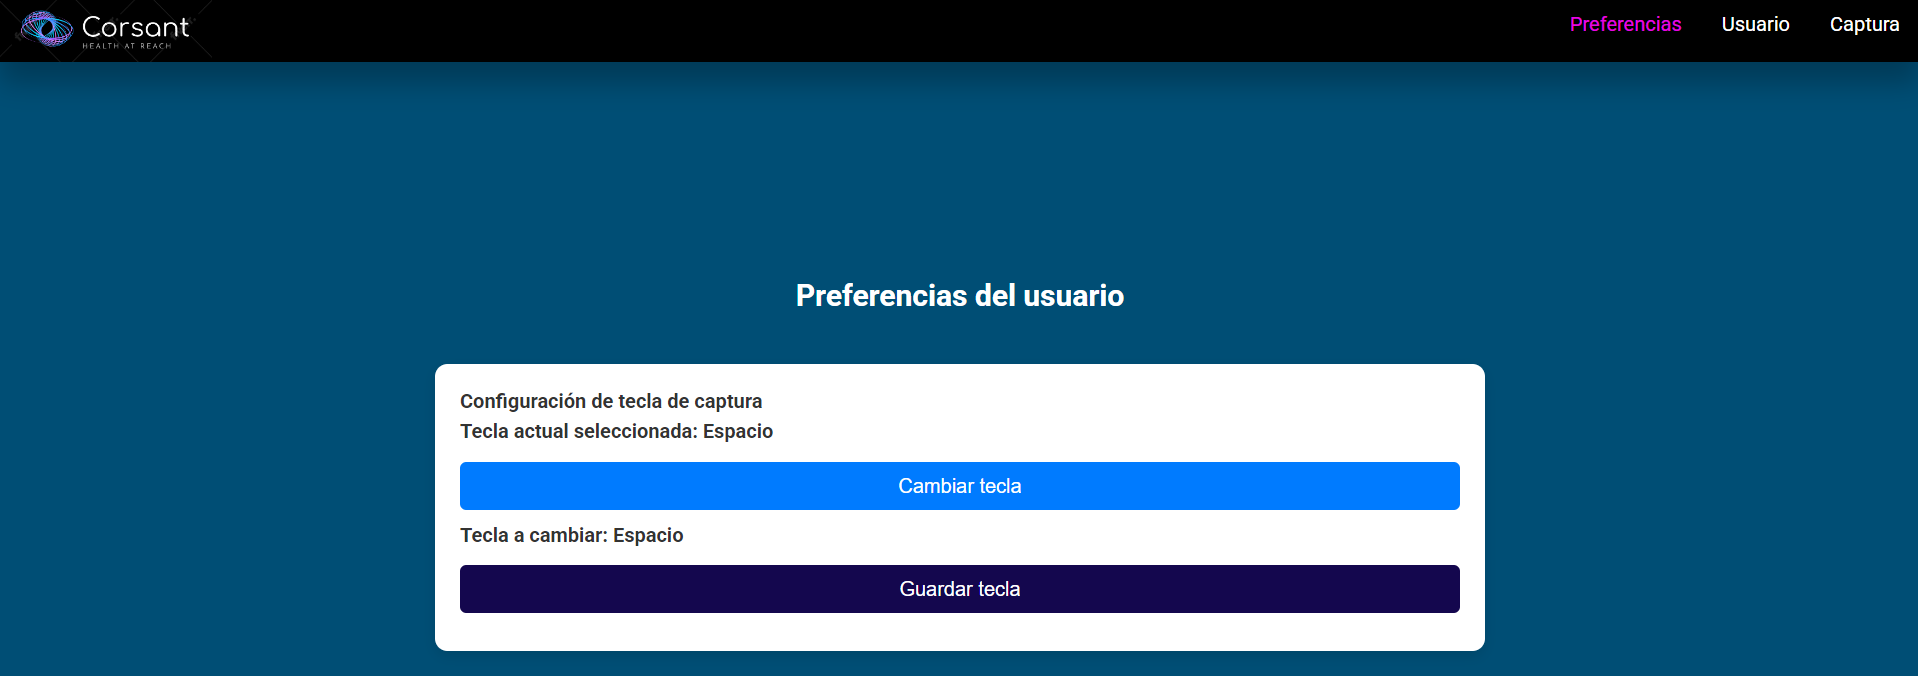 Corsant
HEALTH AT REACH
Preferencias
Usuario
Captura
Preferencias del usuario
Configuración de tecla de captura
Tecla actual seleccionada: Espacio
Cambiar tecla
Tecla a cambiar: Espacio
Guardar tecla